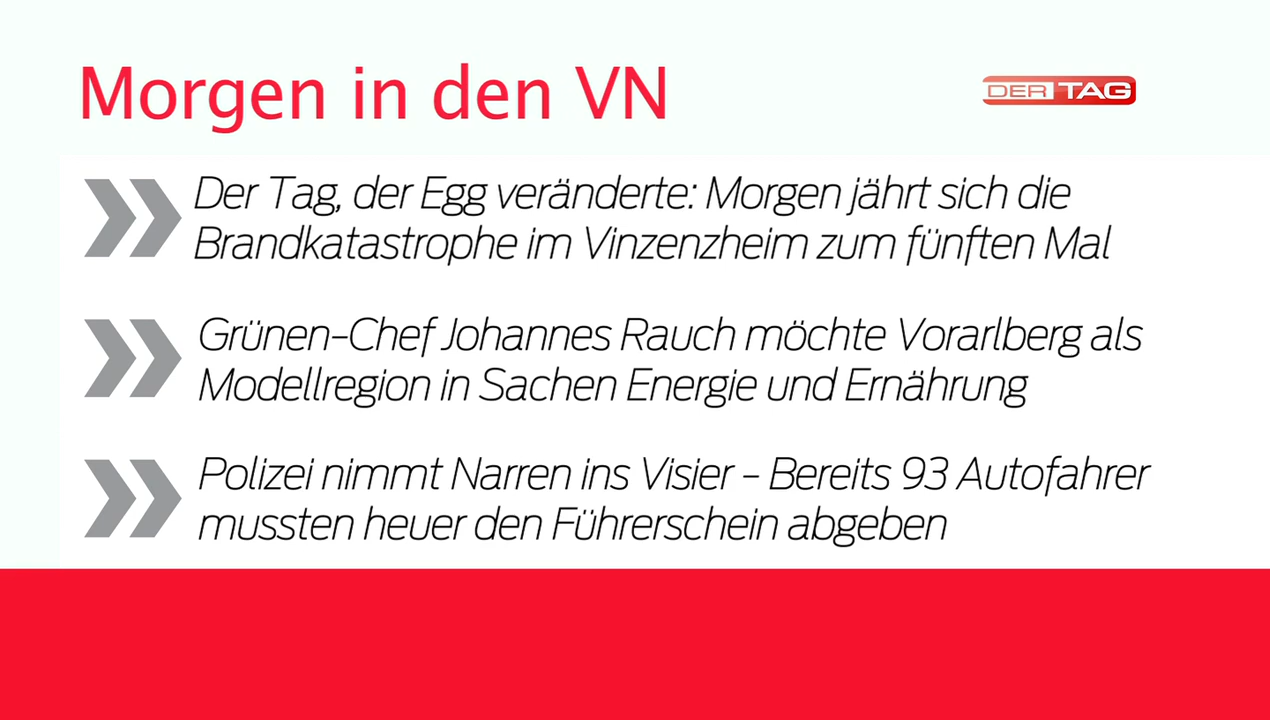 Morgen in den VN
DER TAG
Der Tag, der Egg veränderte: Morgen jährt sich die
Brandkatastrophe im Vinzenzheim zum fünften Mal
Grünen-Chef Johannes Rauch möchte Vorarlberg als
Modellregion in Sachen Energie und Ernährung
Polizei nimmt Narren ins Visier - Bereits 93 Autofahrer
mussten heuer den Führerschein abgeben